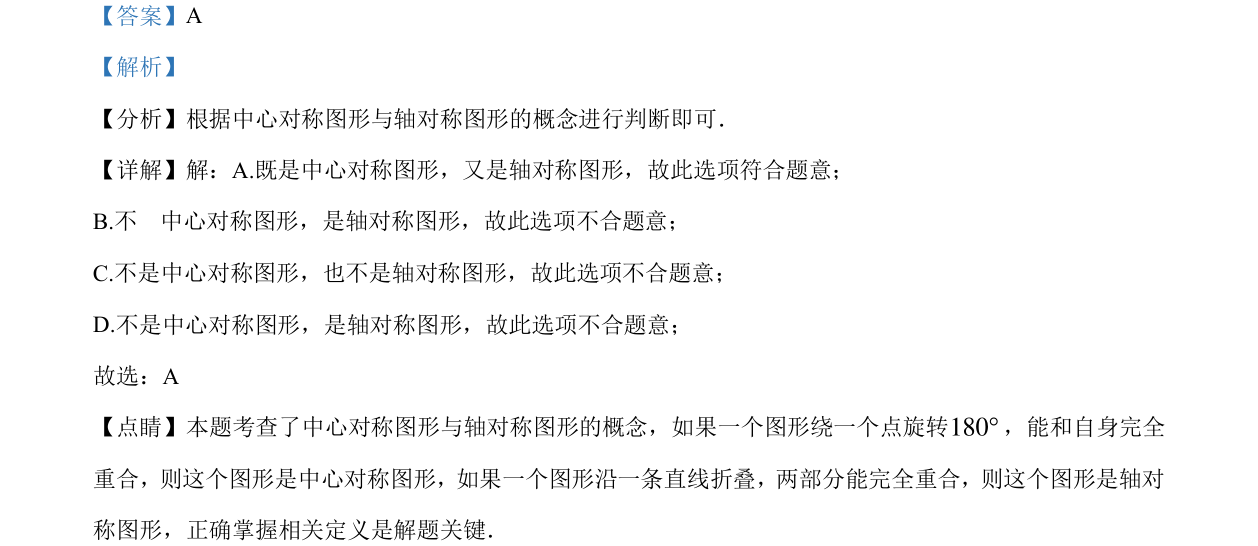 【答案】A
【解析】
【分析】根据中心对称图形与轴对称图形的概念进行判断即可.
【详解】解：A.既是中心对称图形，又是轴对称图形，故此选项符合题意；
B.不 中心对称图形，是轴对称图形，故此选项不合题意；
C.不是中心对称图形，也不是轴对称图形，故此选项不合题意；
D.不是中心对称图形，是轴对称图形，故此选项不合题意；
故选：A
【点睛】本题考查了中心对称图形与轴对称图形的概念，如果一个图形绕一个点旋转180°，能和自身完全
重合，则这个图形是中心对称图形，如果一个图形沿一条直线折叠，两部分能完全重合，则这个图形是轴对
称图形，正确掌握相关定义是解题关键.